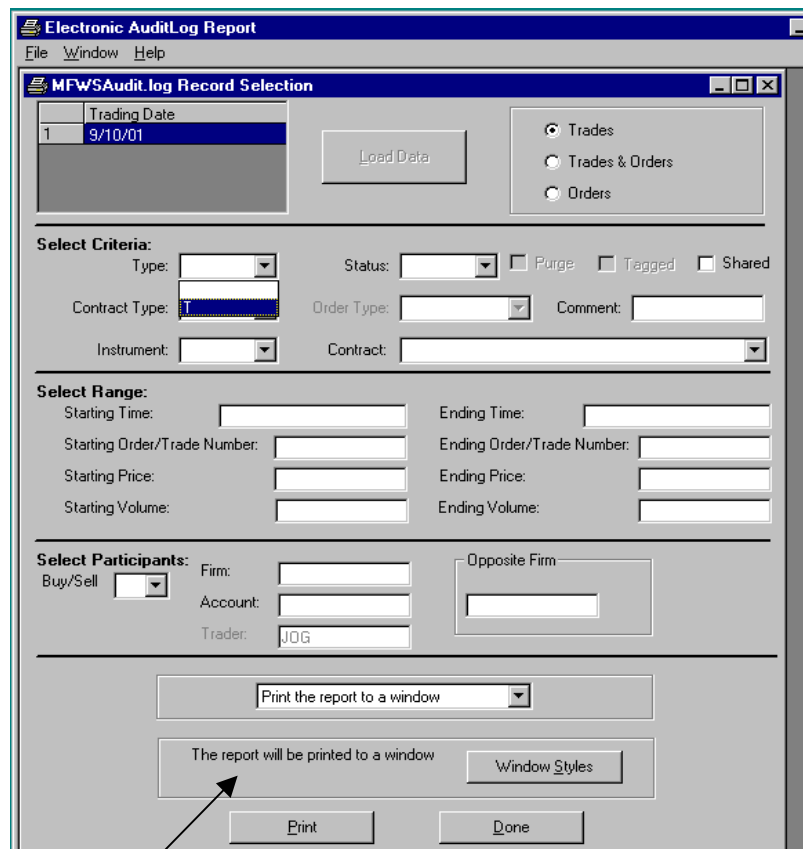 Electronic AuditLog Report
File Window Help
MFWSAudit.log Record Selection
Trading Date
1 9/10/01
Load Data
Trades
Trades & Orders
Orders
Select Criteria:
Type: Status: Purge Tagged Shared
T
Contract Type: Order Type: Comment:
Instrument: Contract:
Select Range:
Starting Time: Ending Time:
Starting Order/Trade Number: Ending Order/Trade Number:
Starting Price: Ending Price:
Starting Volume: Ending Volume:
Select Participants:
Buy/Sell Firm: Opposite Firm
Account:
Trader: JOG
Print the report to a window
The report will be printed to a window Window Styles
Print Done